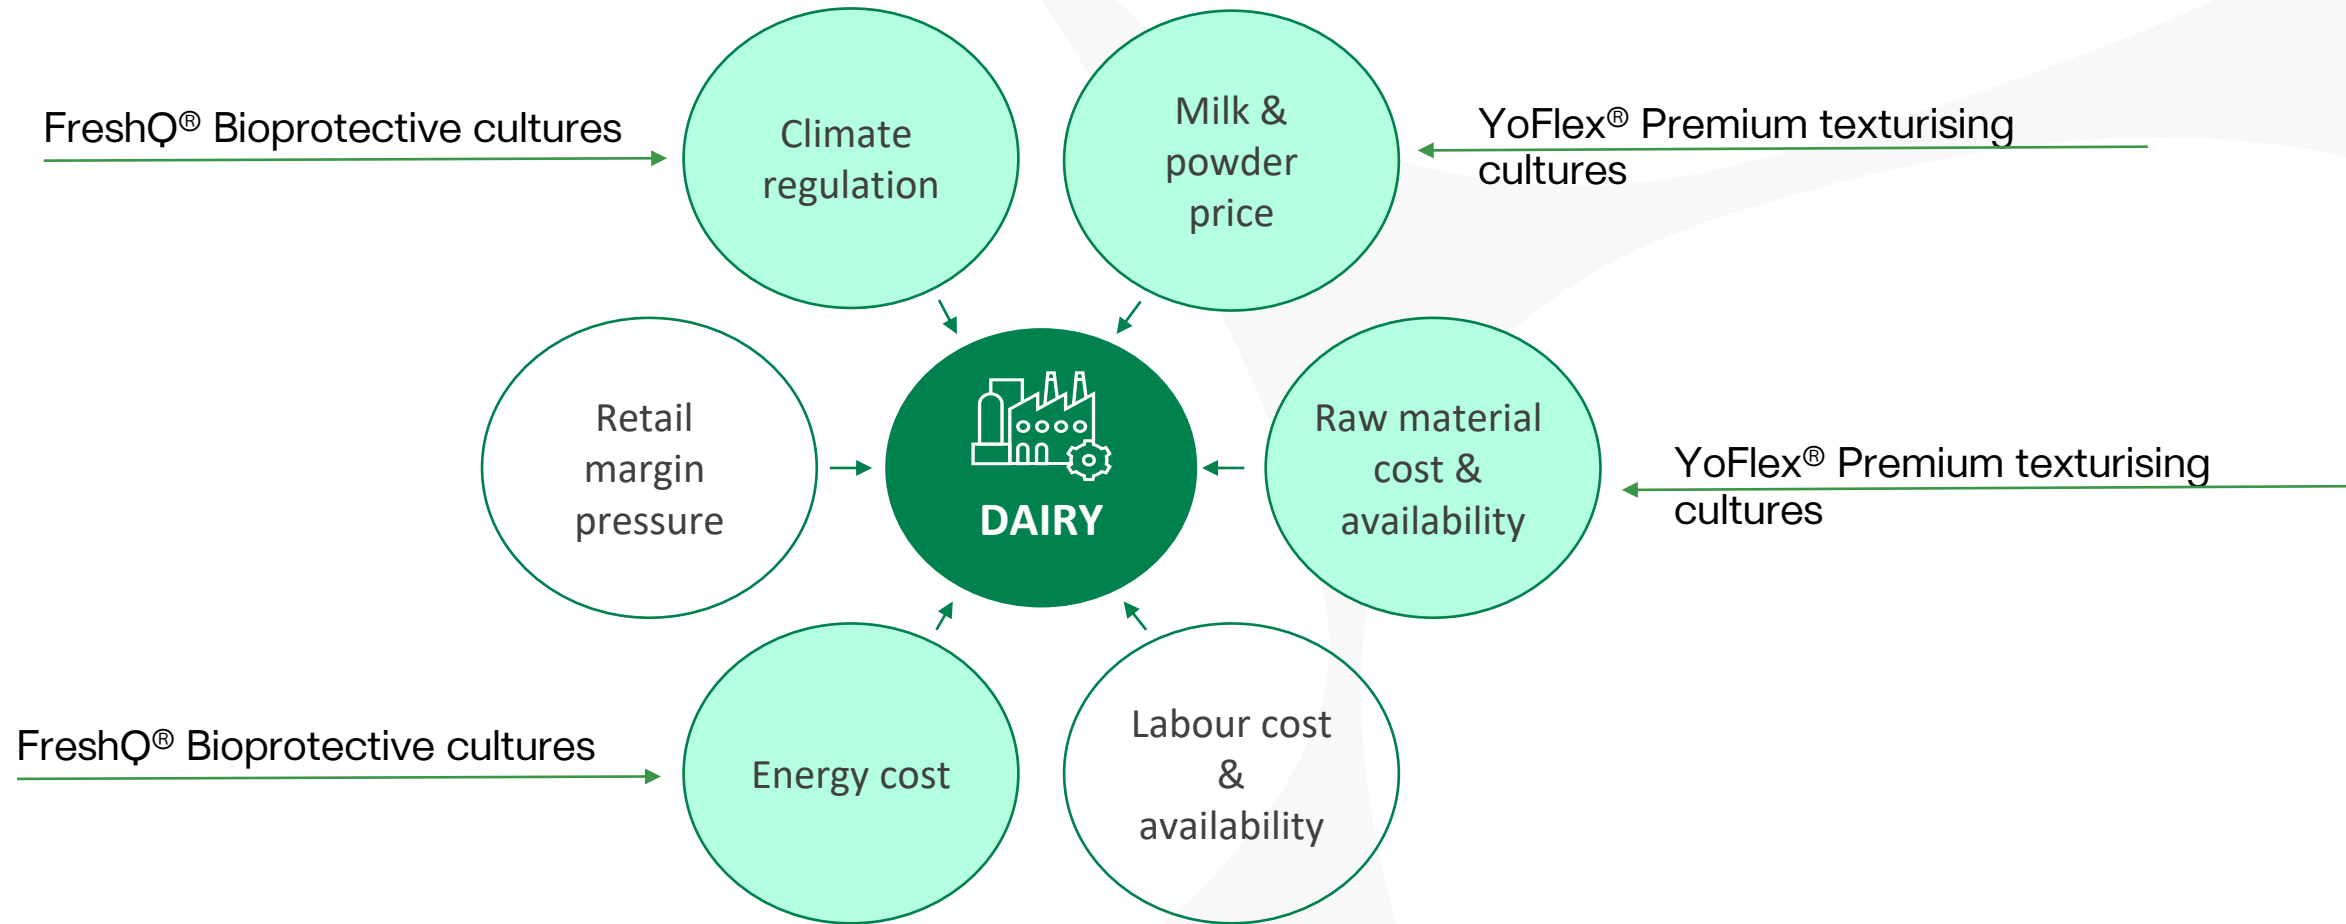 FreshQ® Bioprotective cultures
Climate
regulation
Milk &
powder
price
YoFlex® Premium texturising
cultures
Retail
margin
pressure
DAIRY
Raw material
cost &
availability
YoFlex® Premium texturising
cultures
FreshQ® Bioprotective cultures
Energy cost
Labour cost
&
availability